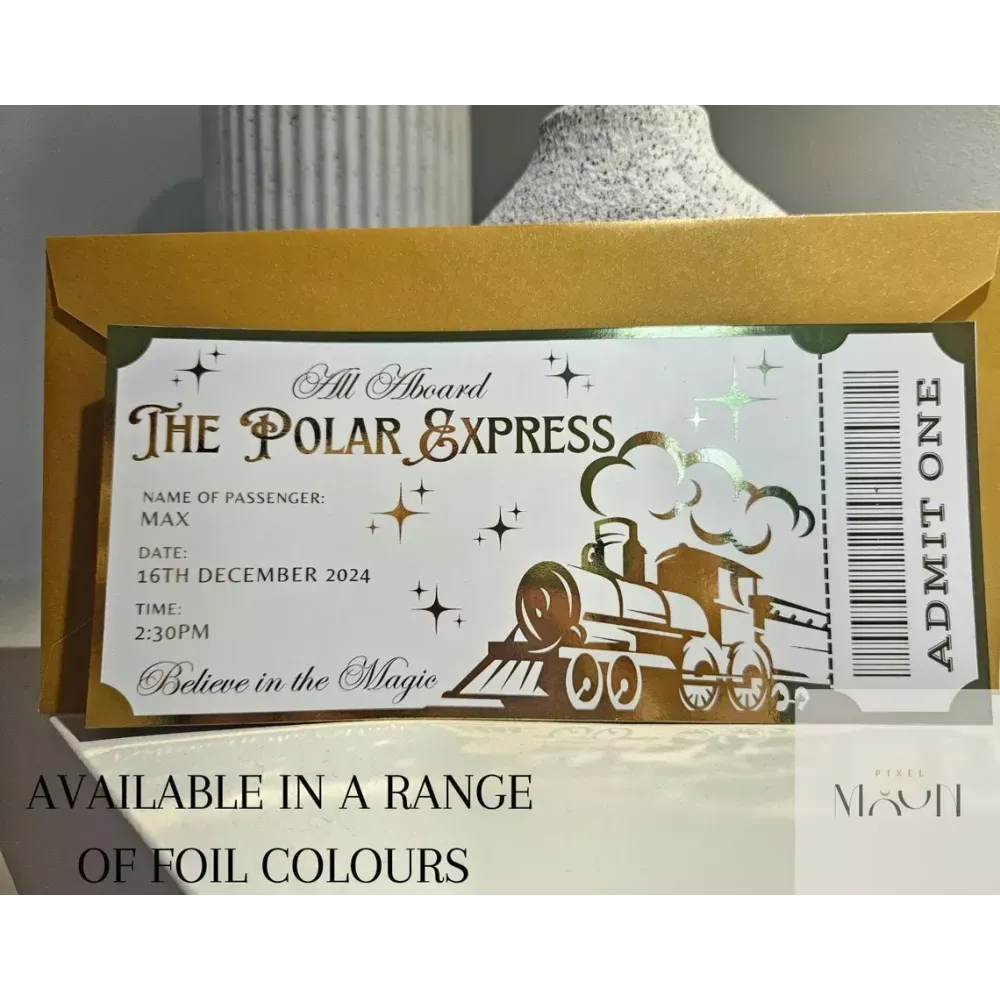 All Aboard
THE POLAR EXPRESS
NAME OF PASSENGER:
MAX
DATE:
16TH DECEMBER 2024
TIME:
2:30PM
Believe in the Magic
ADMIT ONE
AVAILABLE IN A RANGE
OF FOIL COLOURS
PIXEL
MOON